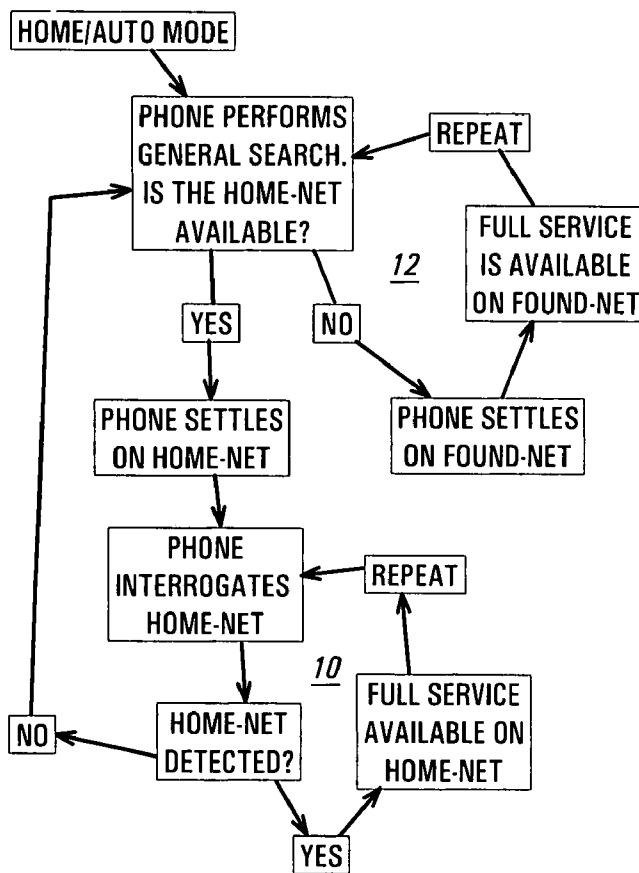 HOME/AUTO MODE
PHONE PERFORMS
GENERAL SEARCH.
IS THE HOME-NET
AVAILABLE?
REPEAT
FULL SERVICE
IS AVAILABLE
ON FOUND-NET
12
YES
NO
PHONE SETTLES
ON HOME-NET
PHONE SETTLES
ON FOUND-NET
PHONE
INTERROGATES
HOME-NET
REPEAT
10
HOME-NET
DETECTED?
FULL SERVICE
AVAILABLE ON
HOME-NET
NO
YES